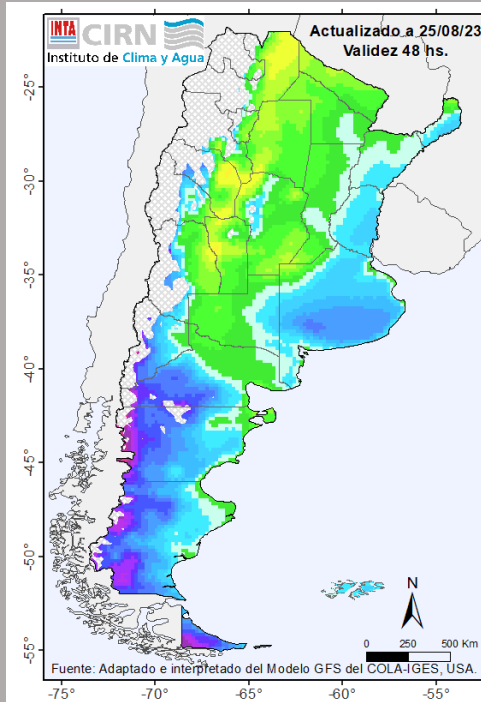 INTA CIRN
Instituto de Clima y Agua
Actualizado a 25/08/23
Validez 48 hs.
-25°
-30°
-35°
-40°
-45°
-50°
-55°
N
0 250 500 Km
Fuente: Adaptado e interpretado del Modelo GFS del COLA-IGES, USA.
-75° -70° -65° -60° -55°